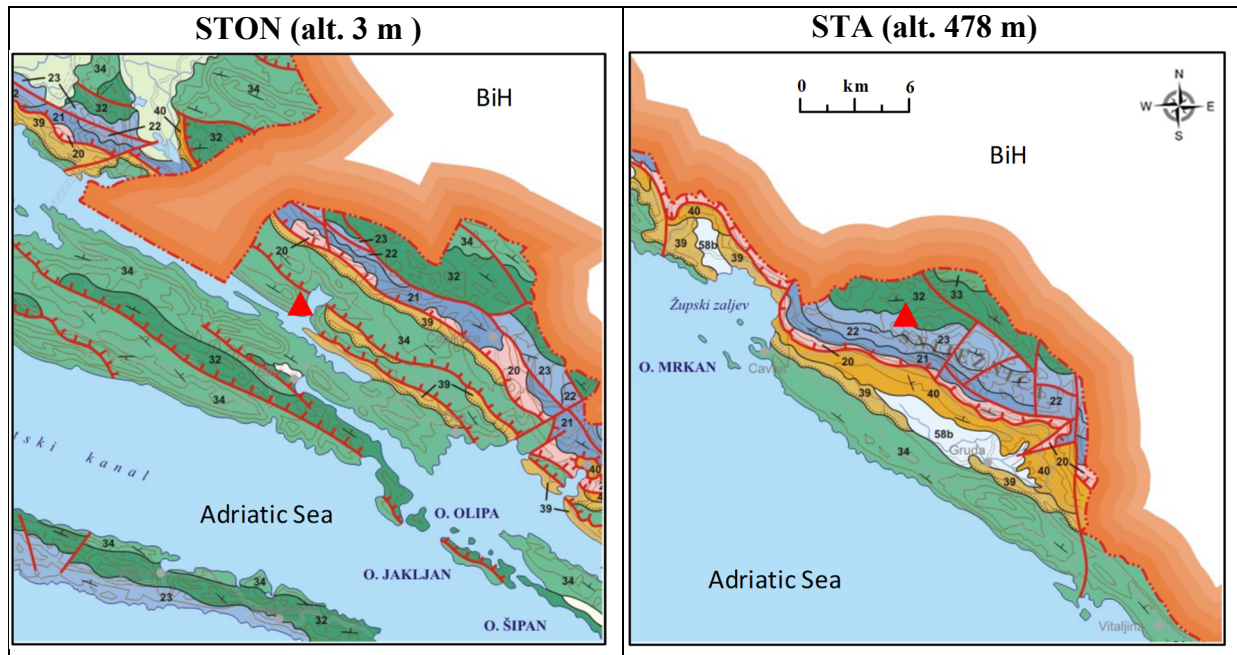 STON (alt. 3 m )
34
23
32
34
21
22
40
39
20
32
BiH
20
23
22
34
32
34
21
39
34
23
20
32
39
22
21
34
40
39
tski kanal
Adriatic Sea
O. OLIPA
O. JAKLJAN
O. ŠIPAN
34
34
23
32
STA (alt. 478 m)
0 km 6
N
W E
S
BiH
40
39
58b
39
Župski zaljev
32
33
22
23
21
20
O. MRKAN
Cavtat
40
22
39
58b
34
Gruda
20
40
39
Adriatic Sea
Vitaljina